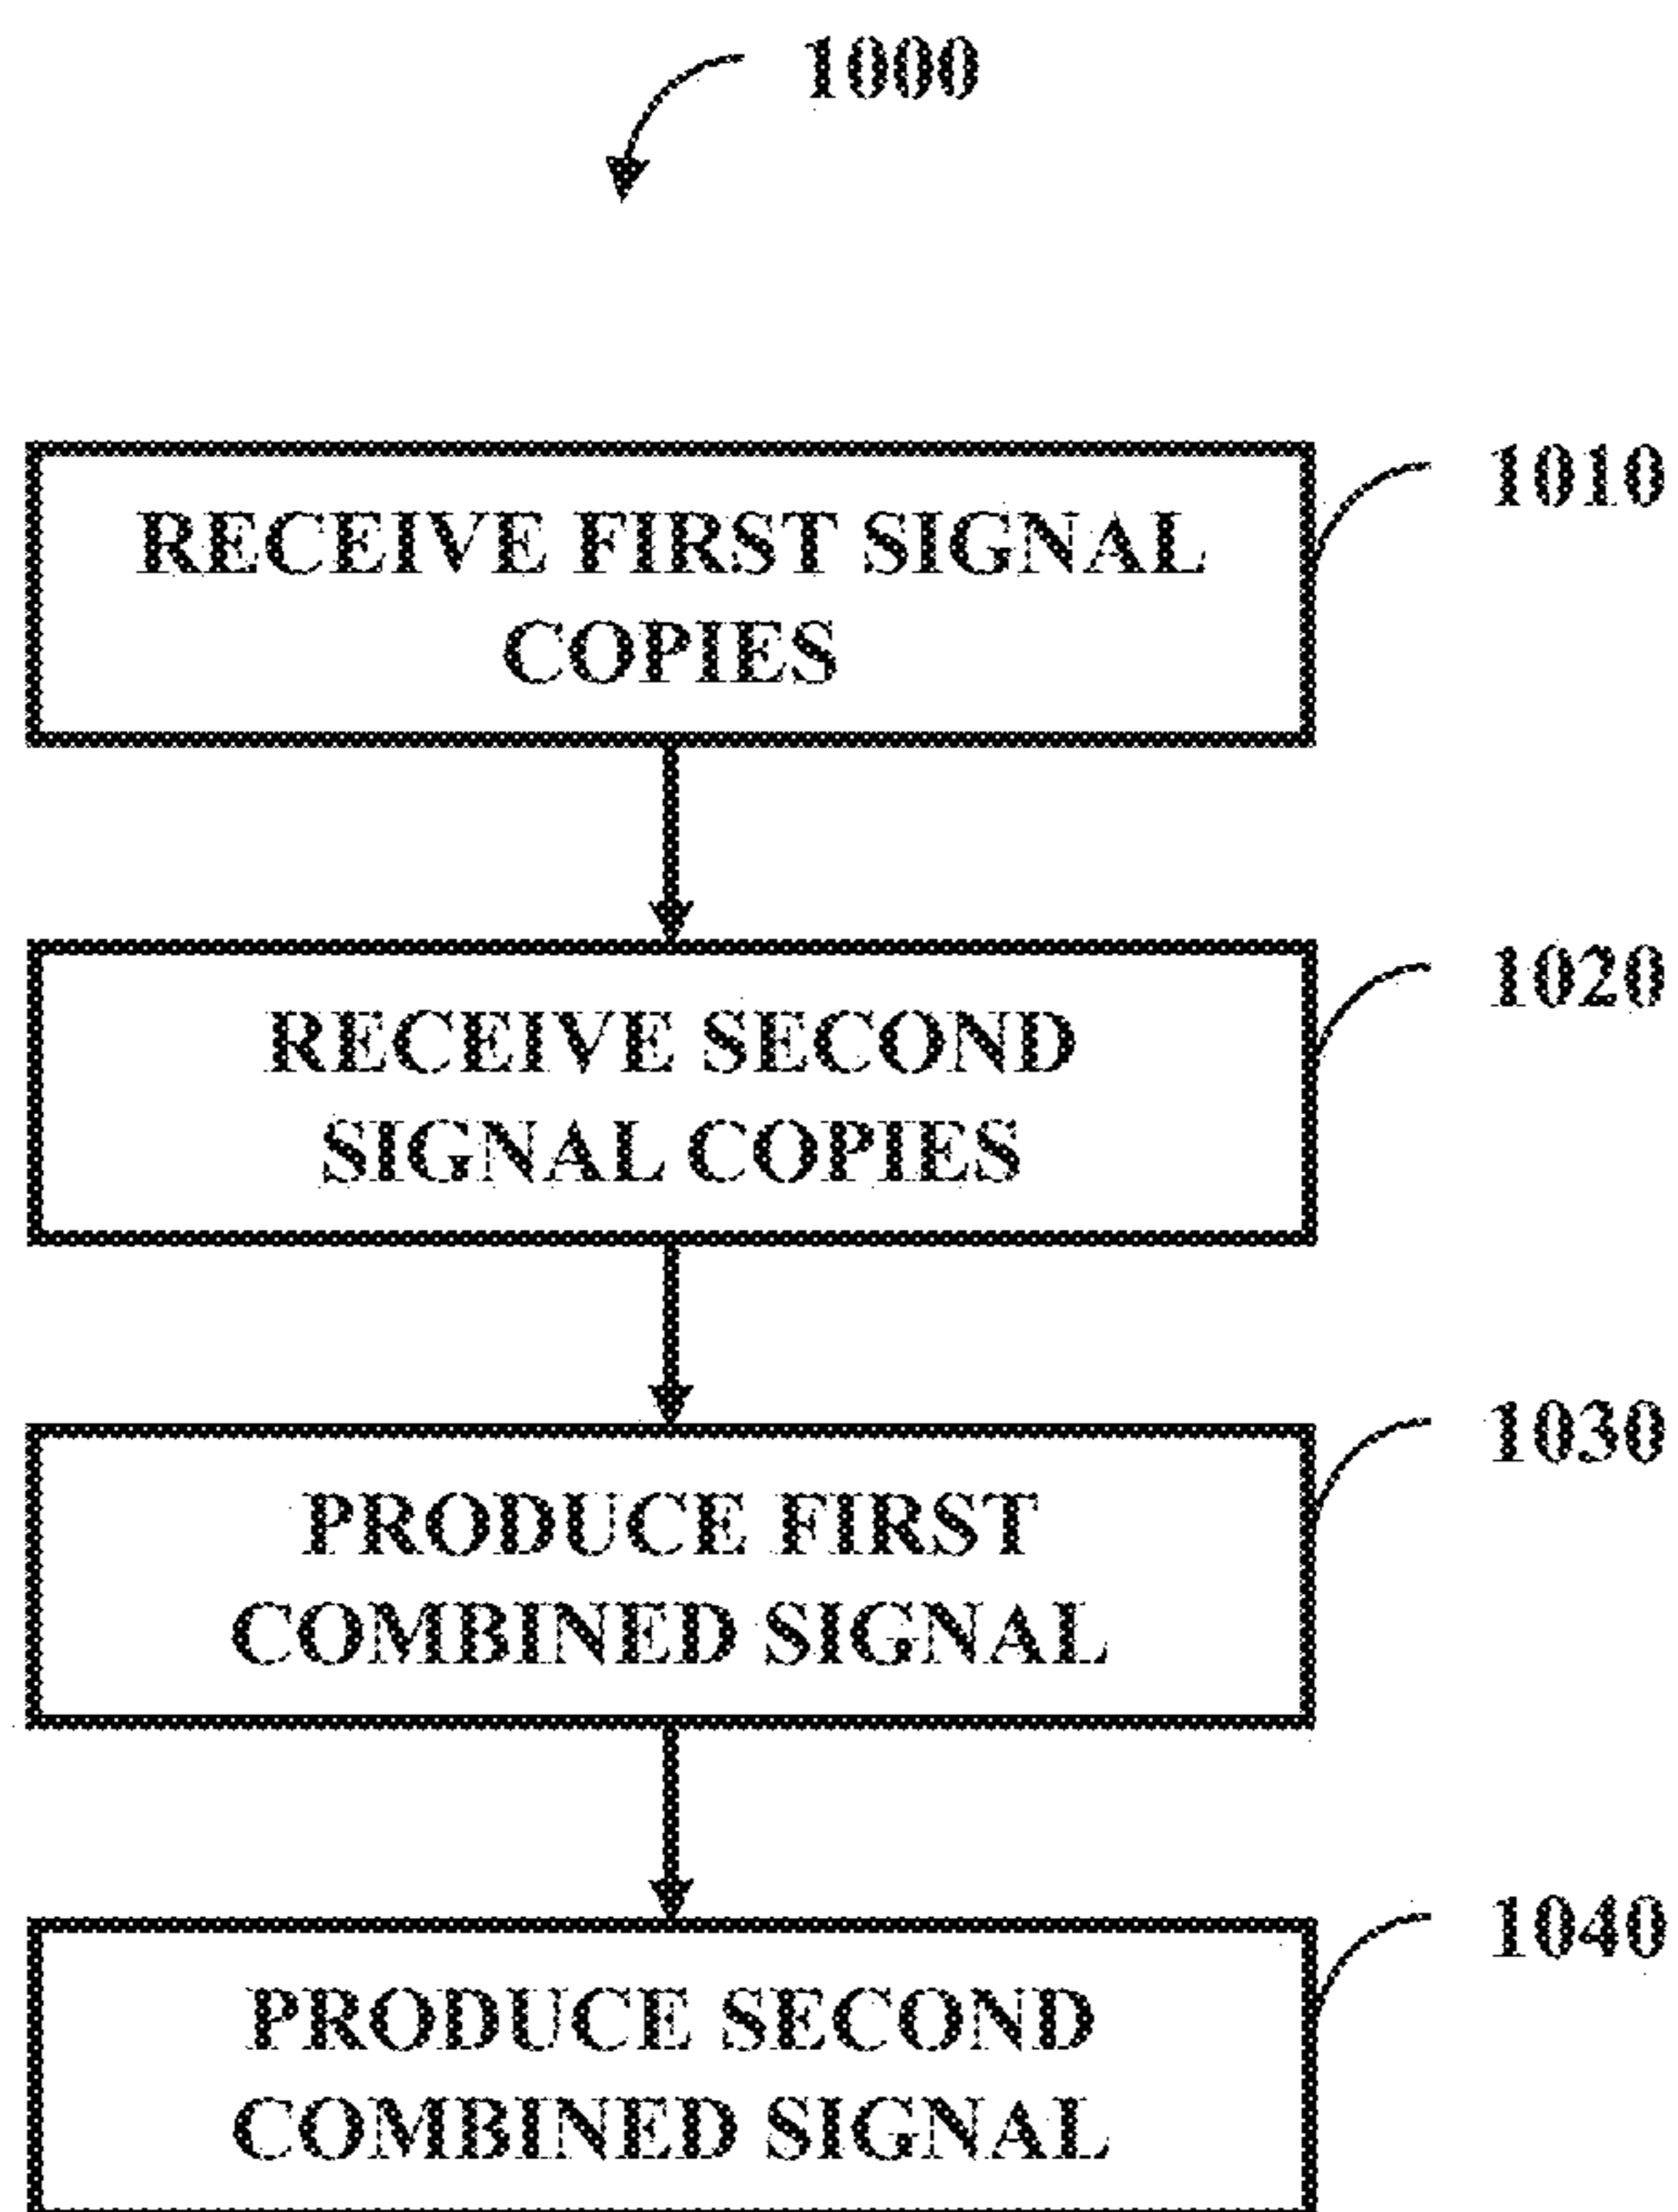 1000
1010
RECEIVE FIRST SIGNAL
COPIES
1020
RECEIVE SECOND
SIGNAL COPIES
1030
PRODUCE FIRST
COMBINED SIGNAL
1040
PRODUCE SECOND
COMBINED SIGNAL